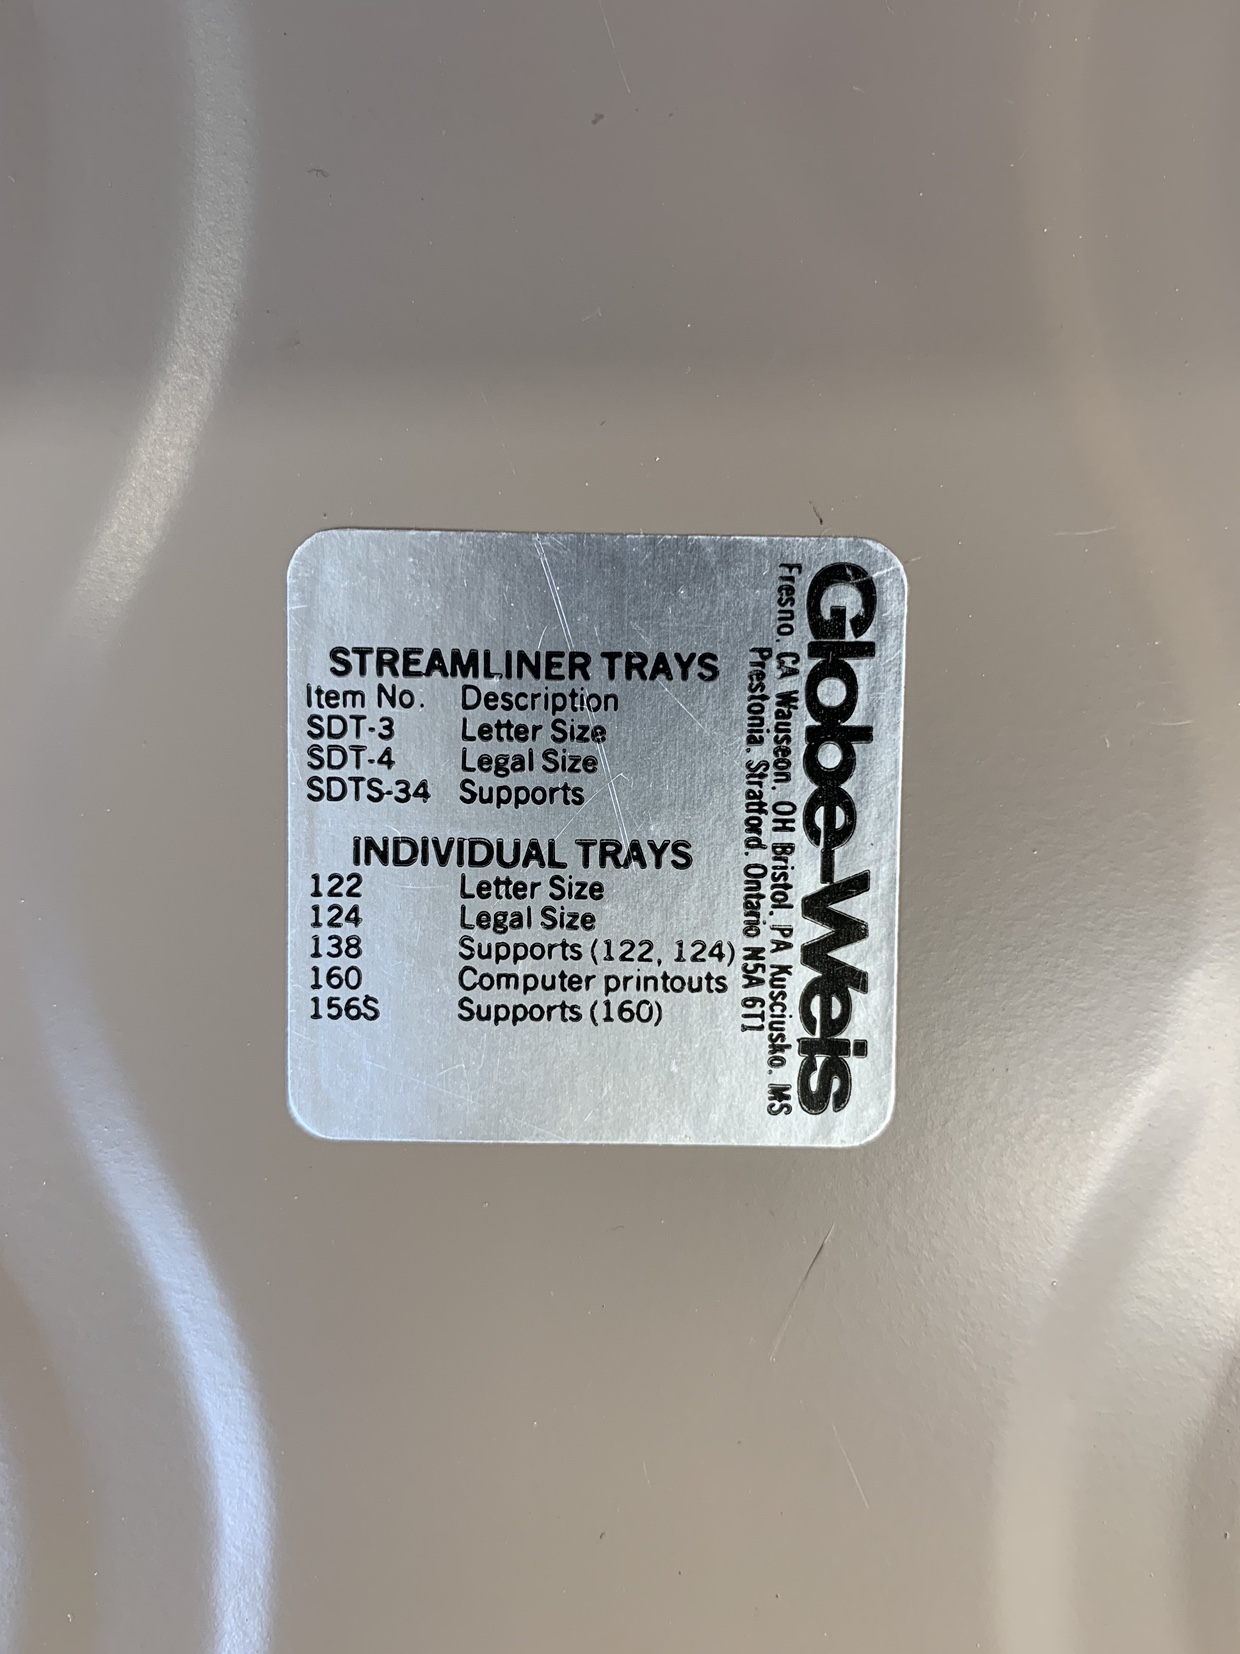 STREAMLINER TRAYS
Item No. Description
SDT-3 Letter Size
SDT-4 Legal Size
SDTS-34 Supports
INDIVIDUAL TRAYS
122 Letter Size
124 Legal Size
138 Supports (122, 124)
160 Computer printouts
156S Supports (160)
Globe-Weis
Fresno, CA Wauseon, OH Bristol, PA Kusciusko, MS
Prestonia, Stratford, Ontario N5A 6T1